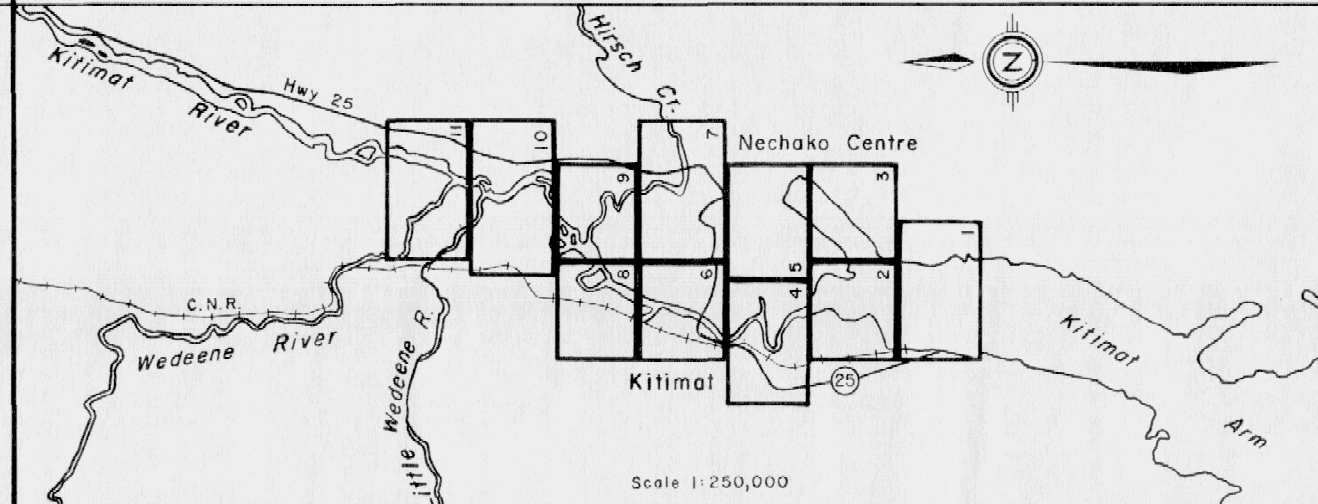 Kitimat
River
Hwy 25
Hirsch
Cr.
N
11
10
9
7
Nechako Centre
3
1
8
6
5
4
2
C.N.R.
Wedeene River
Little Wedeene R.
Kitimat
25
Kitimat
Arm
Scale 1:250,000